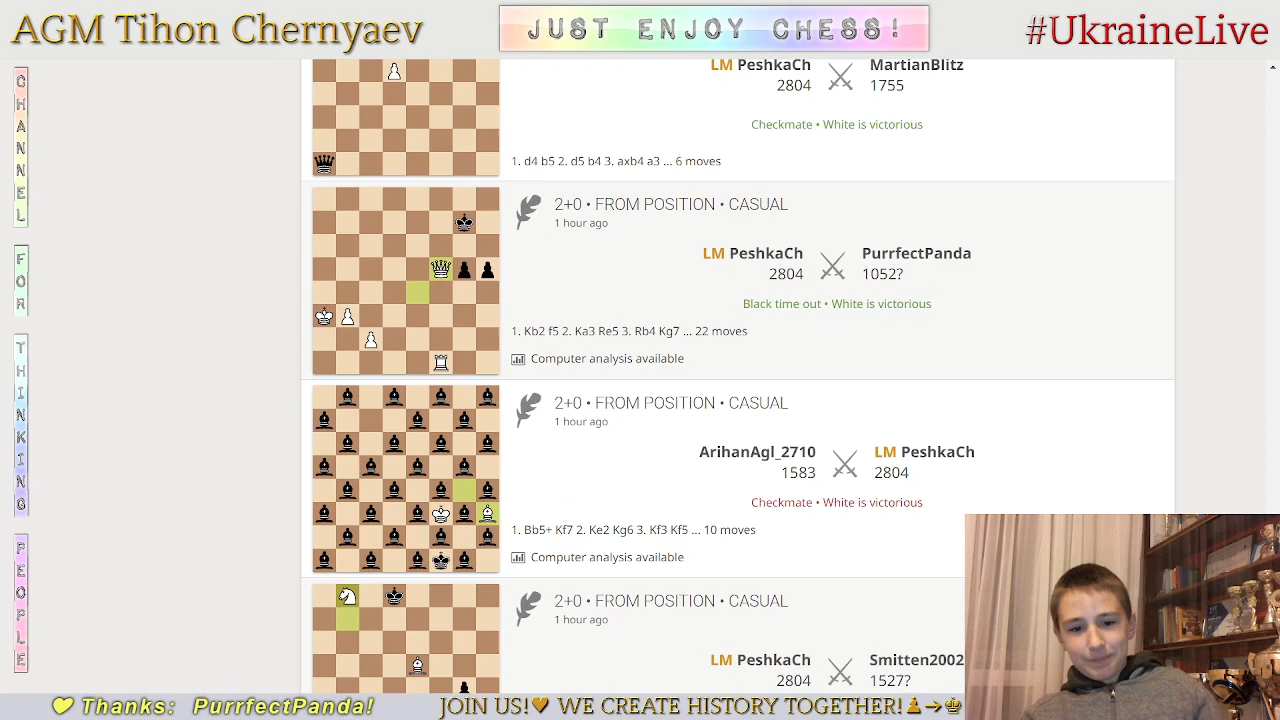 AGM Tihon Chernyaev
JUST ENJOY CHESS!
#UkraineLive
CHANNEL
FOR
THINKING
PEOPLE
LM PeshkaCh
2804
MartianBlitz
1755
Checkmate • White is victorious
1. d4 b5 2. d5 b4 3. axb4 a3 ... 6 moves
2+0 • FROM POSITION • CASUAL
1 hour ago
LM PeshkaCh
2804
PurrfectPanda
1052?
Black time out • White is victorious
1. Kb2 f5 2. Ka3 Re5 3. Rb4 Kg7 ... 22 moves
Computer analysis available
2+0 • FROM POSITION • CASUAL
1 hour ago
ArihanAgl_2710
1583
LM PeshkaCh
2804
Checkmate • White is victorious
1. Bb5+ Kf7 2. Ke2 Kg6 3. Kf3 Kf5 ... 10 moves
Computer analysis available
2+0 • FROM POSITION • CASUAL
1 hour ago
LM PeshkaCh
2804
Smitten2002
1527?
Thanks: PurrfectPanda!
JOIN US!♥ WE CREATE HISTORY TOGETHER!♟→♚